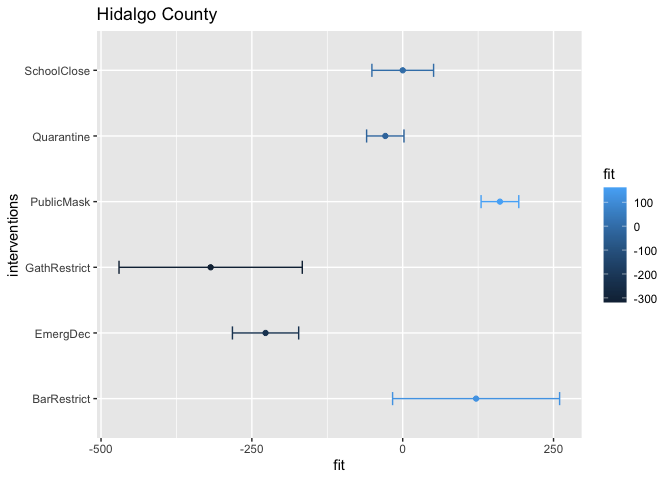 Hidalgo County
SchoolClose
Quarantine
PublicMask
GathRestrict
EmergDec
BarRestrict
interventions
-500
-250
0
250
fit
fit
100
0
-100
-200
-300